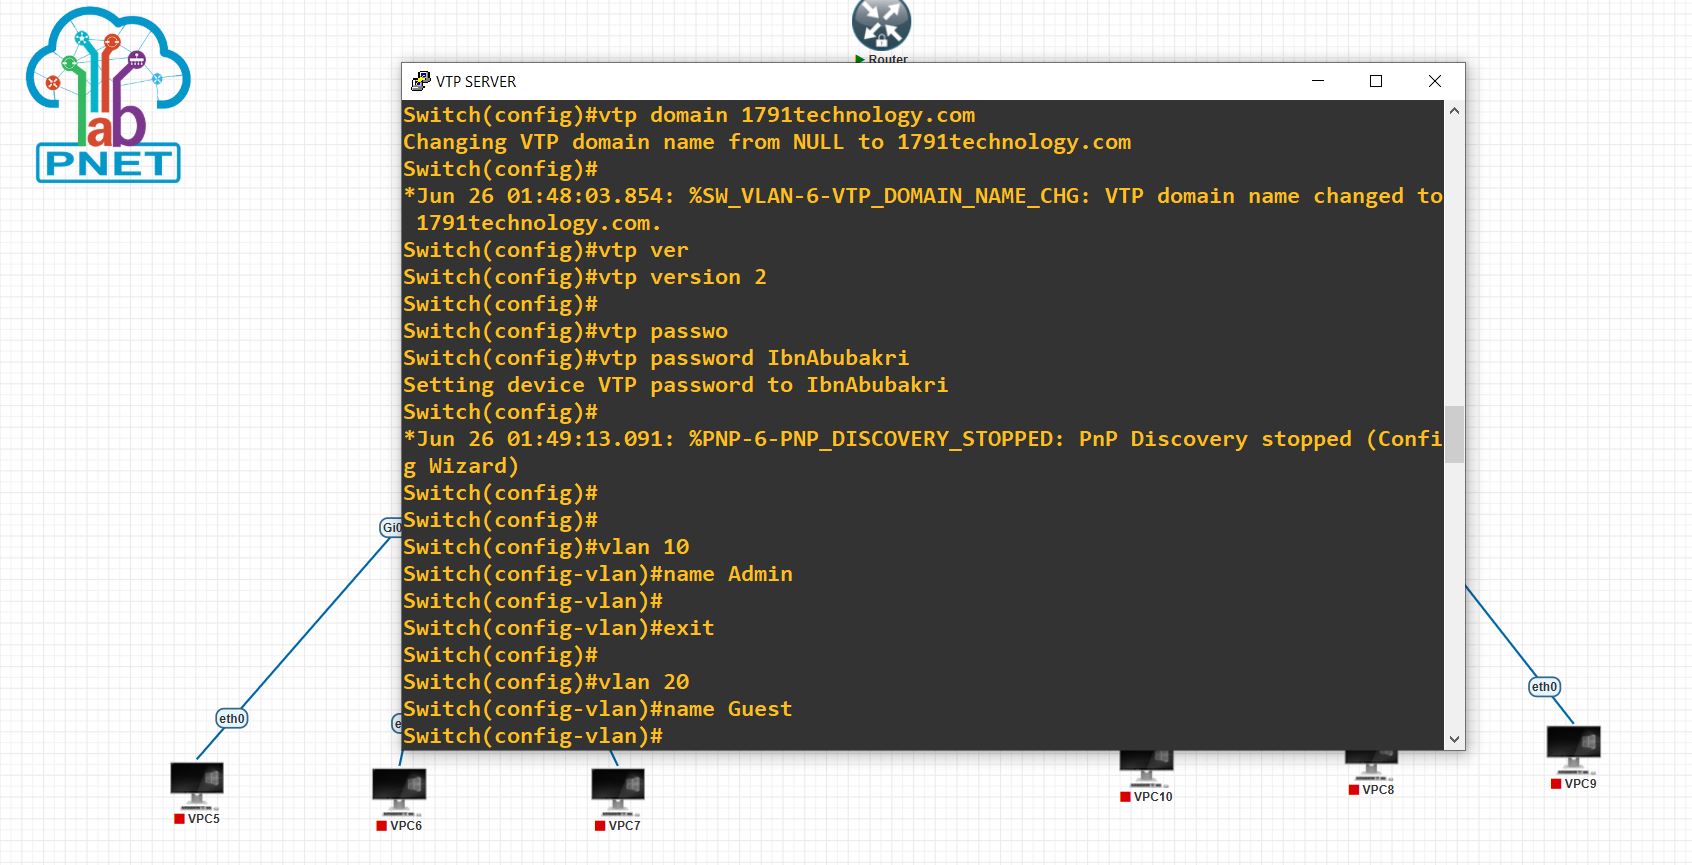 lab
PNET
Router
VTP SERVER
Switch(config)#vtp domain 1791technology.com
Changing VTP domain name from NULL to 1791technology.com
Switch(config)#
*Jun 26 01:48:03.854: %SW_VLAN-6-VTP_DOMAIN_NAME_CHG: VTP domain name changed to
1791technology.com.
Switch(config)#vtp ver
Switch(config)#vtp version 2
Switch(config)#
Switch(config)#vtp passwo
Switch(config)#vtp password IbnAbubakri
Setting device VTP password to IbnAbubakri
Switch(config)#
*Jun 26 01:49:13.091: %PNP-6-PNP_DISCOVERY_STOPPED: PnP Discovery stopped (Confi
g Wizard)
Switch(config)#
Switch(config)#
Switch(config)#vlan 10
Switch(config-vlan)#name Admin
Switch(config-vlan)#
Switch(config-vlan)#exit
Switch(config)#
Switch(config)#vlan 20
Switch(config-vlan)#name Guest
Switch(config-vlan)#
eth0
eth0
VPC5
VPC6
VPC7
VPC10
VPC8
VPC9